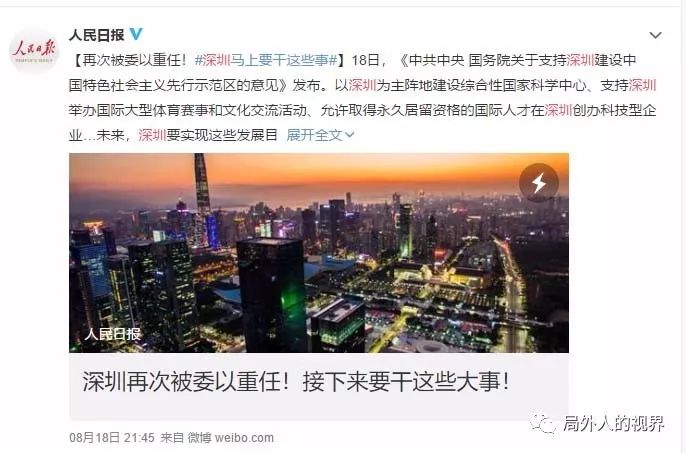 人民日报
PEOPLE'S DAILY
人民日报
【再次被委以重任！#深圳马上要干这些事#】18日，《中共中央 国务院关于支持深圳建设中
国特色社会主义先行示范区的意见》发布。以深圳为主阵地建设综合性国家科学中心、支持深圳
举办国际大型体育赛事和文化交流活动、允许取得永久居留资格的国际人才在深圳创办科技型企
业...未来，深圳要实现这些发展目 展开全文
人民日报
深圳再次被委以重任！接下来要干这些大事！
08月18日 21:45 来自 微博 weibo.com
局外人的视界